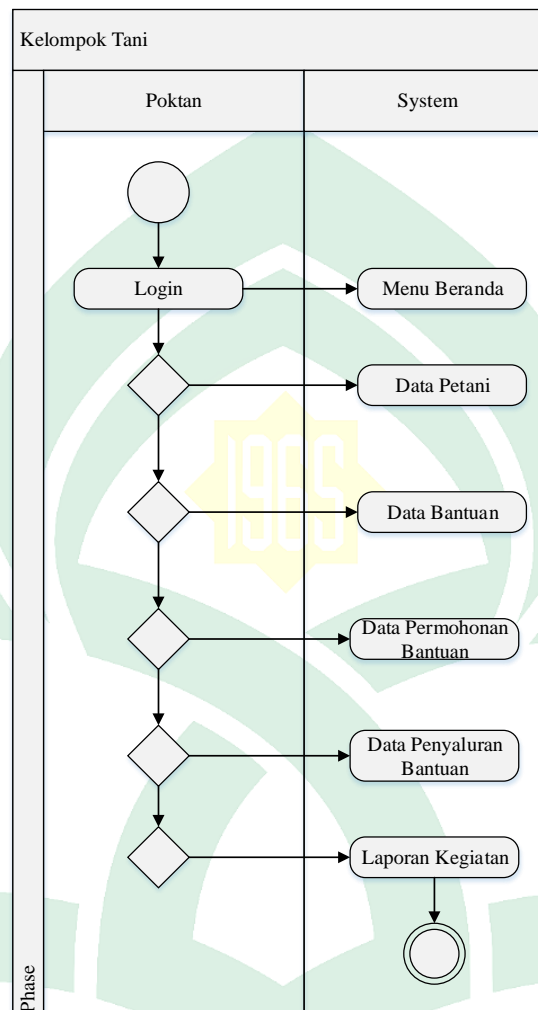 Kelompok Tani
Poktan
System
Login
Menu Beranda
Data Petani
1965
Data Bantuan
Data Permohonan
Bantuan
Data Penyaluran
Bantuan
Laporan Kegiatan
Phase